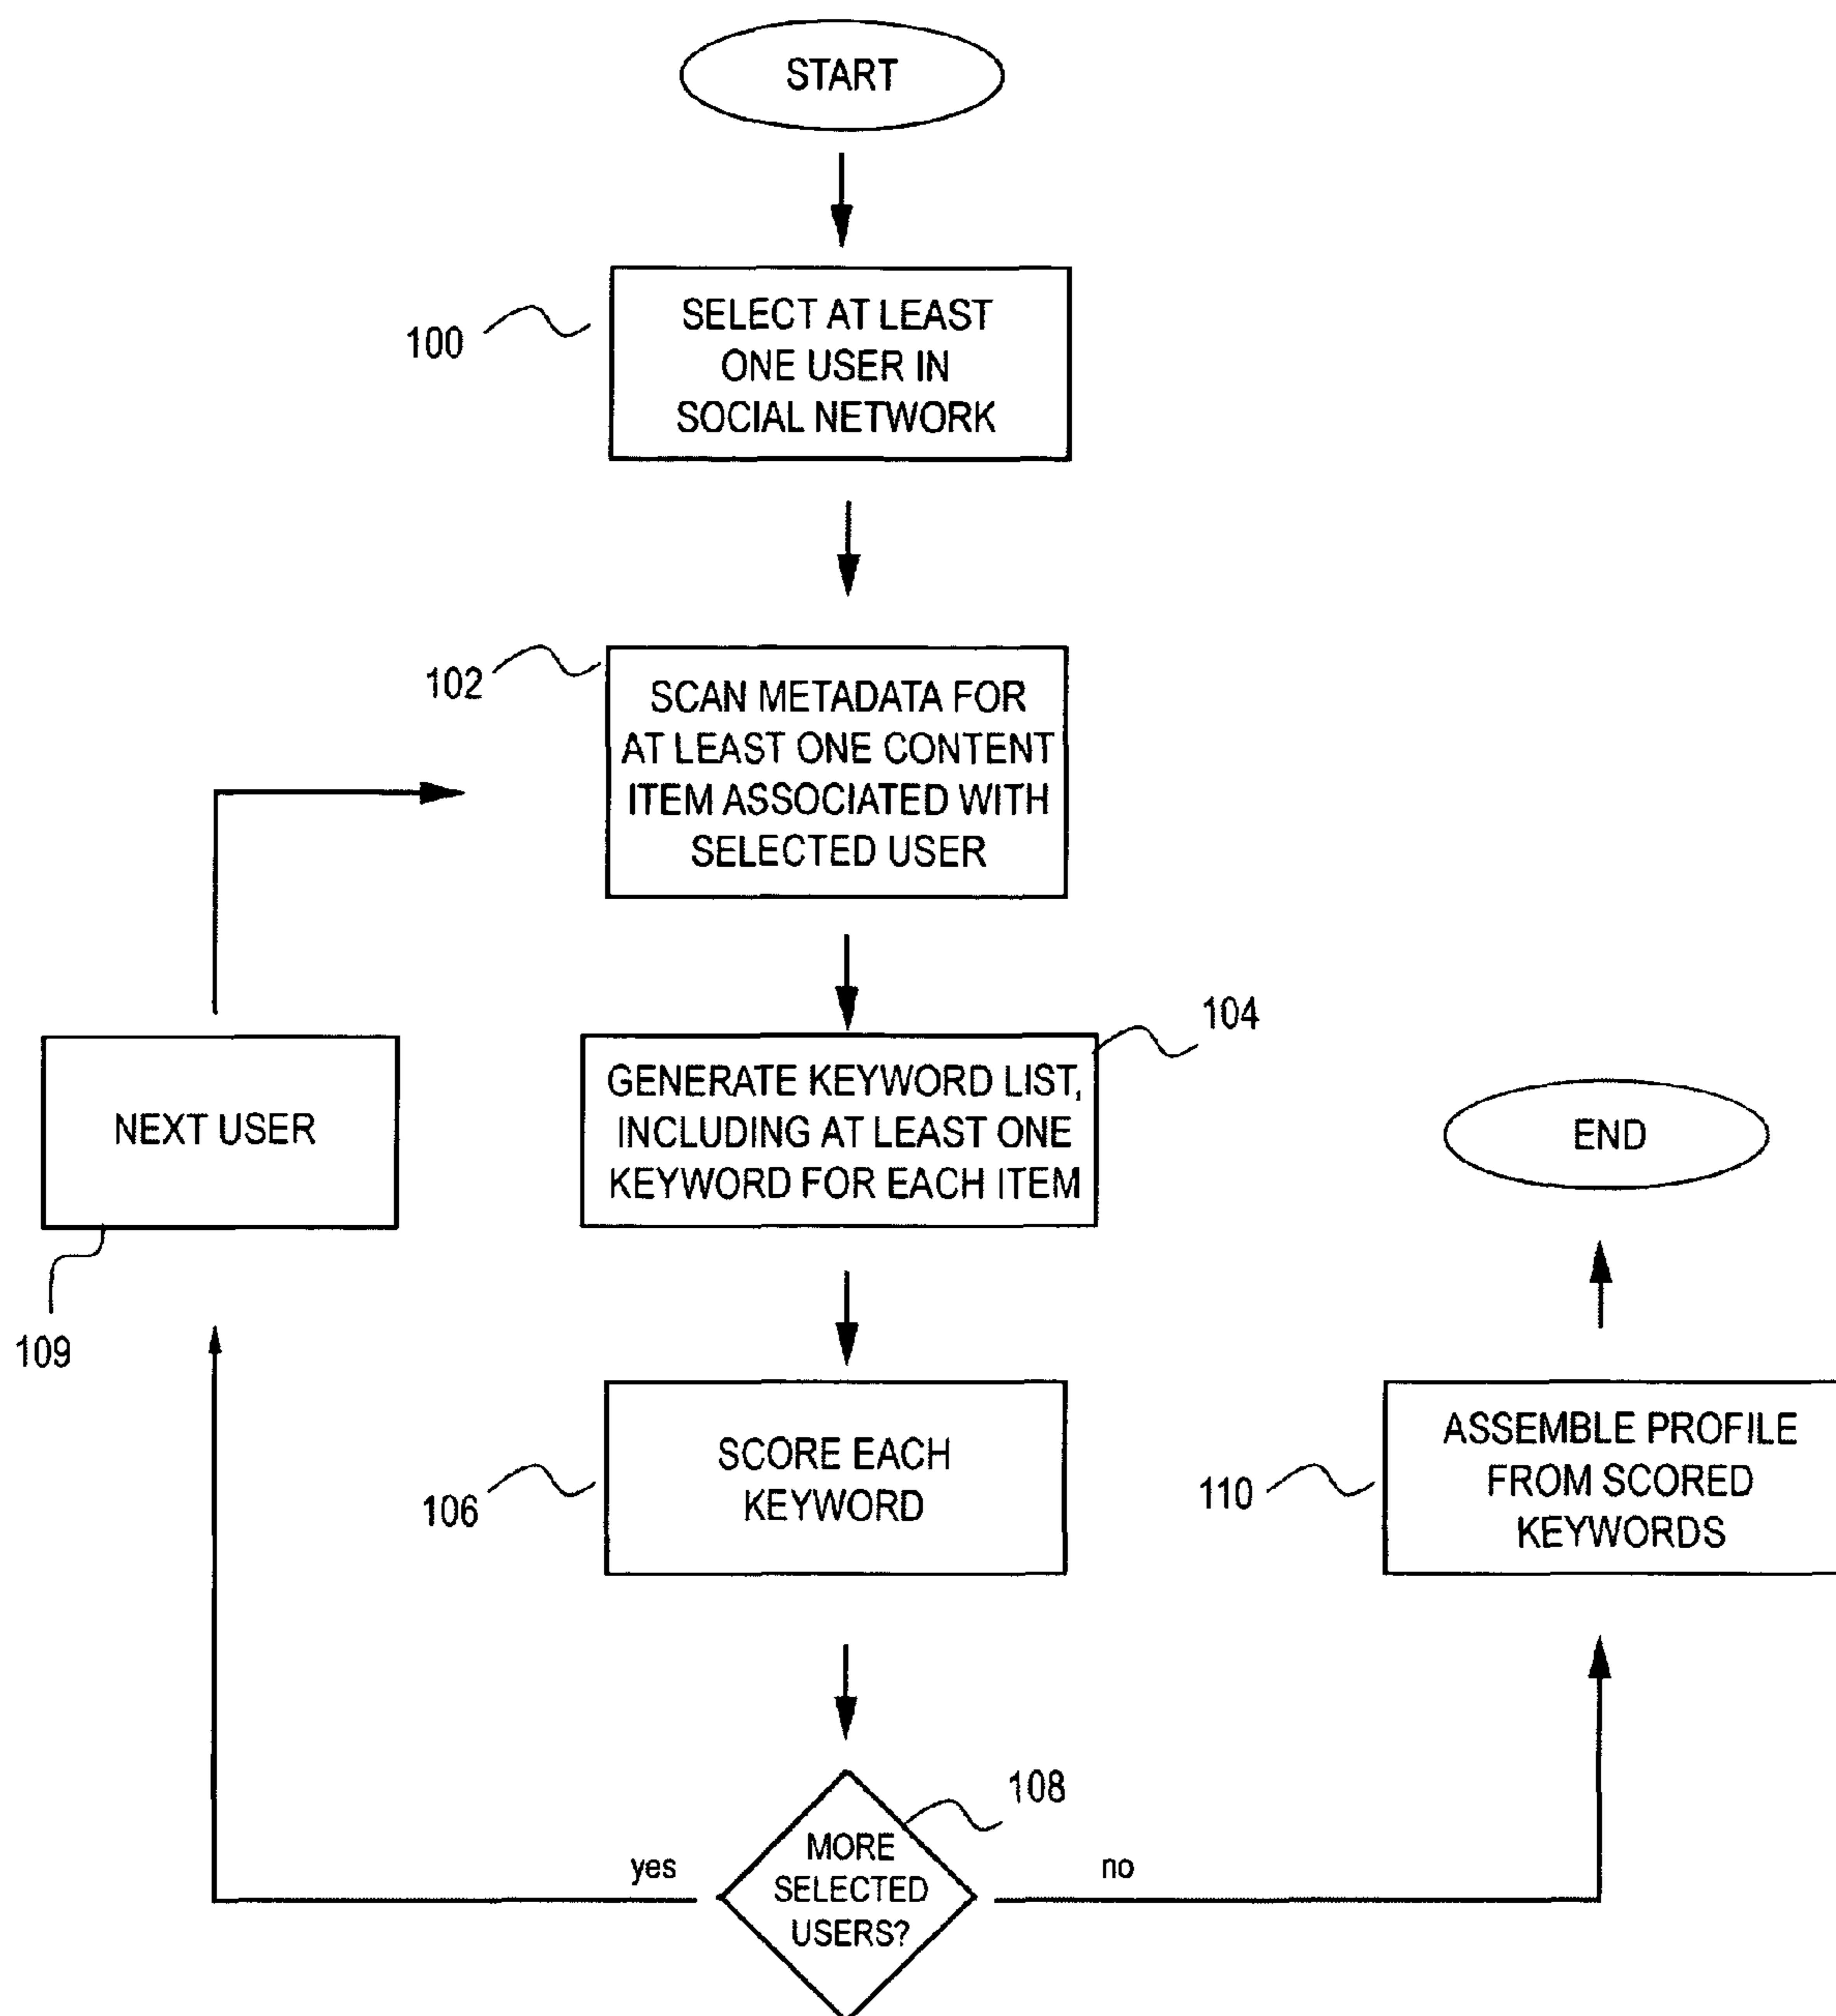 START
100
SELECT AT LEAST
ONE USER IN
SOCIAL NETWORK
102
SCAN METADATA FOR
AT LEAST ONE CONTENT
ITEM ASSOCIATED WITH
SELECTED USER
104
GENERATE KEYWORD LIST,
INCLUDING AT LEAST ONE
KEYWORD FOR EACH ITEM
NEXT USER
109
END
106
SCORE EACH
KEYWORD
110
ASSEMBLE PROFILE
FROM SCORED
KEYWORDS
108
MORE
SELECTED
USERS?
yes
no